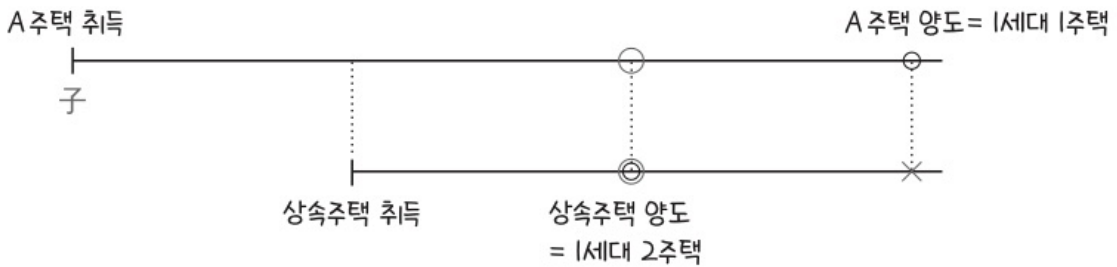 A주택 취득
A주택 양도= 1세대 1주택
子
상속주택 취득
상속주택 양도
= 1세대 2주택